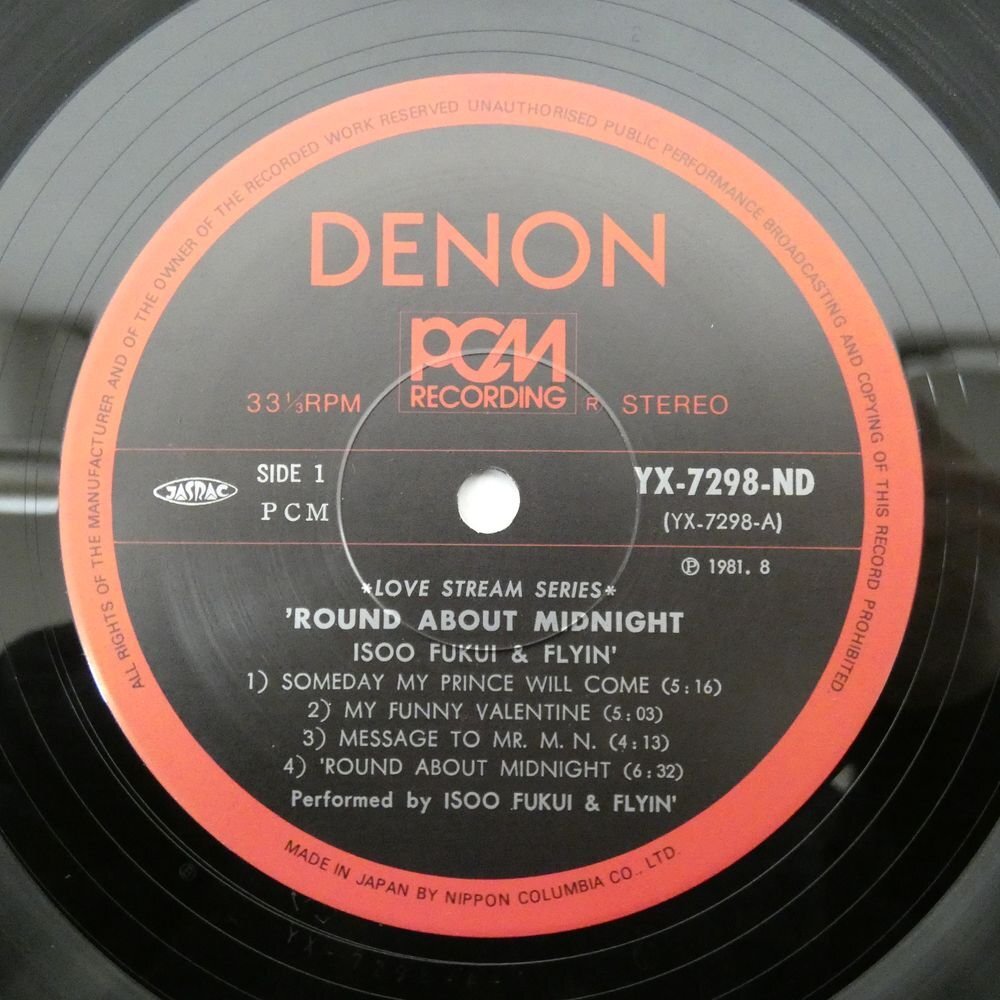 ALL RIGHTS OF THE MANUFACTURER AND OF THE OWNER OF THE RECORDED WORK RESERVED UNAUTHORISED PUBLIC PERFORMANCE BROADCASTING AND COPYING OF THIS RECORD PROHIBITED.
DENON
PCM
RECORDING
33⅓RPM R STEREO
JASRAC
SIDE 1
PCM
YX-7298-ND
(YX-7298-A)
℗ 1981. 8
*LOVE STREAM SERIES*
'ROUND ABOUT MIDNIGHT
ISOO FUKUI & FLYIN'
1) SOMEDAY MY PRINCE WILL COME (5:16)
2) MY FUNNY VALENTINE (5:03)
3) MESSAGE TO MR. M. N. (4:13)
4) 'ROUND ABOUT MIDNIGHT (6:32)
Performed by ISOO FUKUI & FLYIN'
MADE IN JAPAN BY NIPPON COLUMBIA CO., LTD.